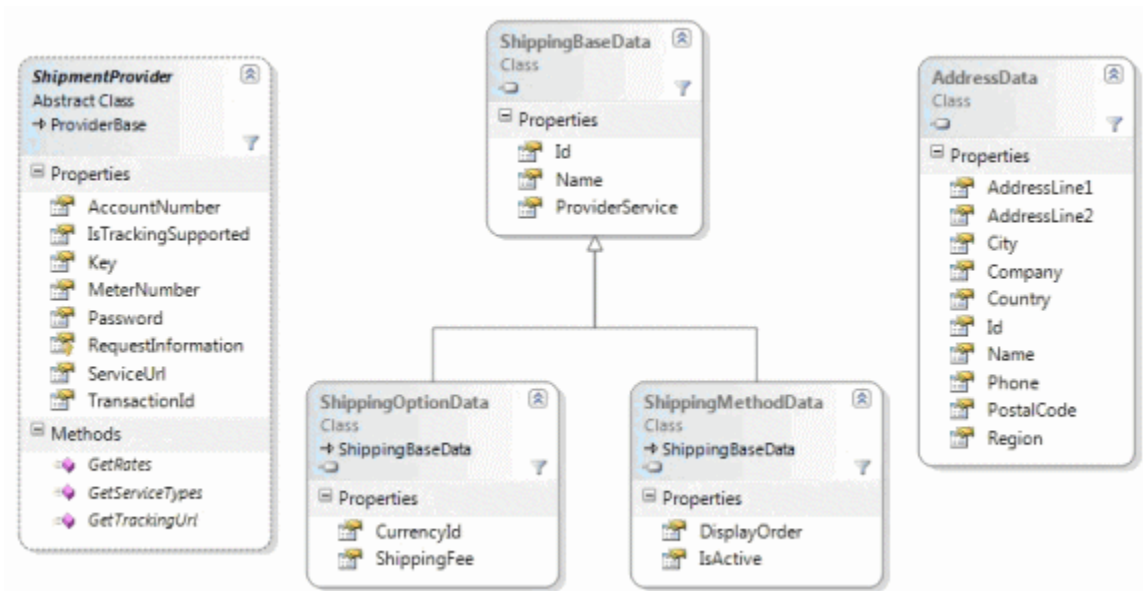 ShipmentProvider
Abstract Class
ProviderBase
Properties
AccountNumber
IsTrackingSupported
Key
MeterNumber
Password
RequestInformation
ServiceUrl
TransactionId
Methods
GetRates
GetServiceTypes
GetTrackingUrl
ShippingBaseData
Class
Properties
Id
Name
ProviderService
ShippingOptionData
Class
ShippingBaseData
Properties
CurrencyId
ShippingFee
ShippingMethodData
Class
ShippingBaseData
Properties
DisplayOrder
IsActive
AddressData
Class
Properties
AddressLine1
AddressLine2
City
Company
Country
Id
Name
Phone
PostalCode
Region